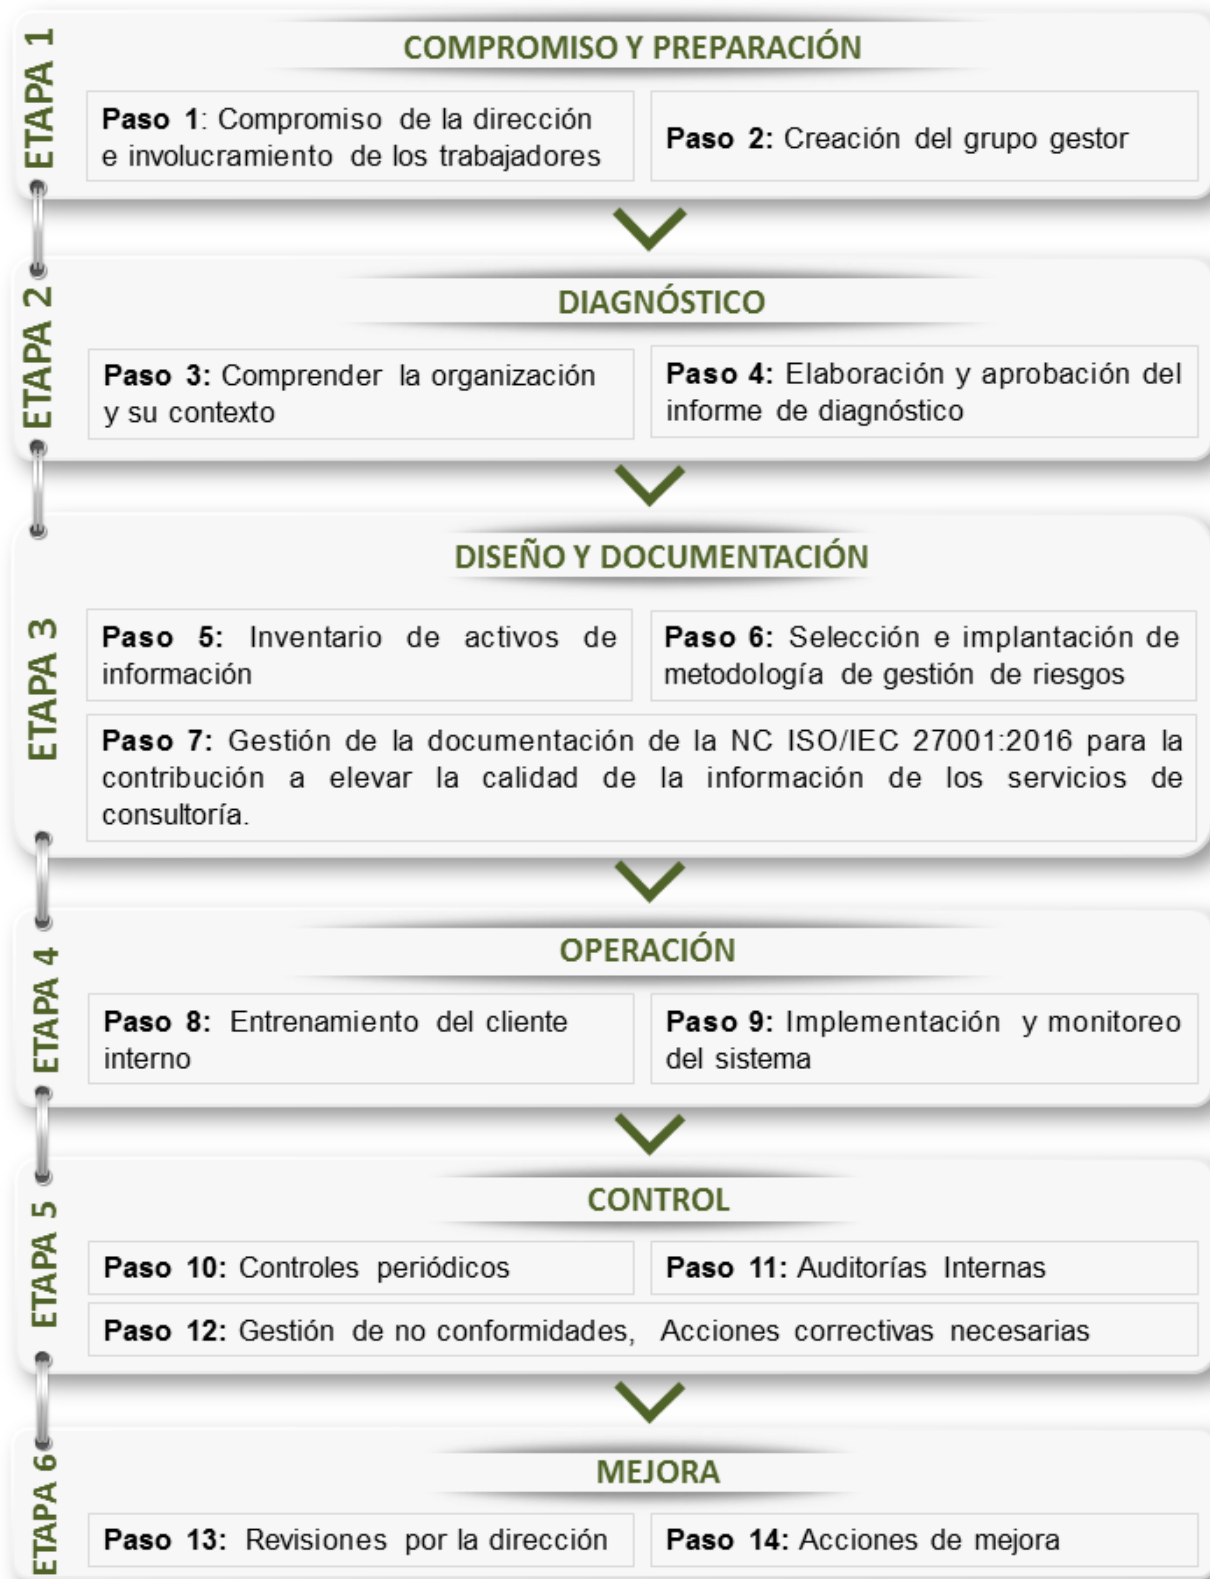 ETAPA 1
COMPROMISO Y PREPARACIÓN
Paso 1: Compromiso de la dirección
e involucramiento de los trabajadores
Paso 2: Creación del grupo gestor
ETAPA 2
DIAGNÓSTICO
Paso 3: Comprender la organización
y su contexto
Paso 4: Elaboración y aprobación del
informe de diagnóstico
ETAPA 3
DISEÑO Y DOCUMENTACIÓN
Paso 5: Inventario de activos de
información
Paso 6: Selección e implantación de
metodología de gestión de riesgos
Paso 7: Gestión de la documentación de la NC ISO/IEC 27001:2016 para la
contribución a elevar la calidad de la información de los servicios de
consultoría.
ETAPA 4
OPERACIÓN
Paso 8: Entrenamiento del cliente
interno
Paso 9: Implementación y monitoreo
del sistema
ETAPA 5
CONTROL
Paso 10: Controles periódicos
Paso 11: Auditorías Internas
Paso 12: Gestión de no conformidades, Acciones correctivas necesarias
ETAPA 6
MEJORA
Paso 13: Revisiones por la dirección
Paso 14: Acciones de mejora